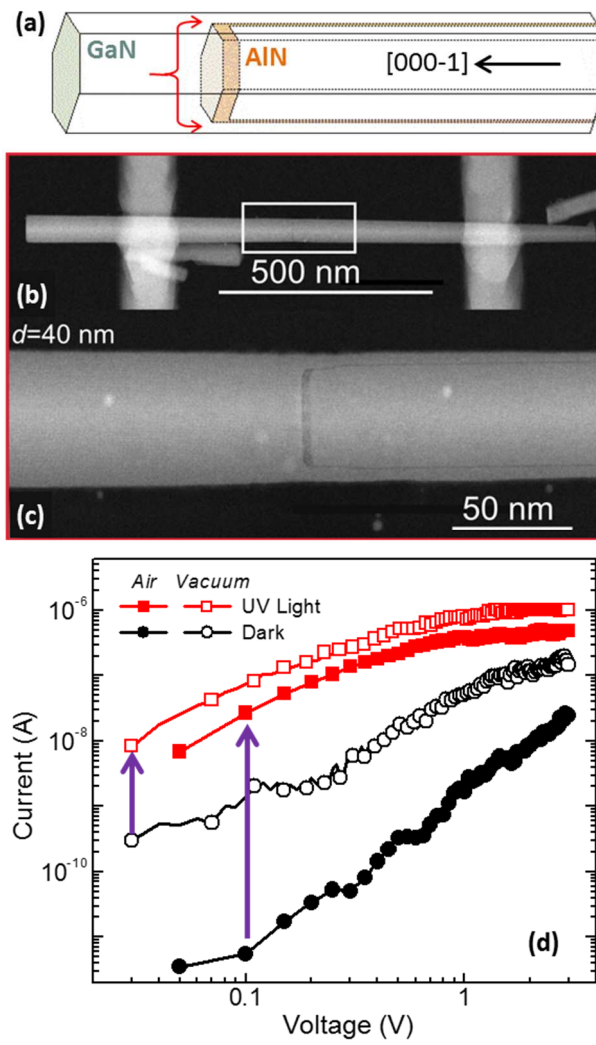 (a)
GaN
AlN
[000-1]
500 nm
(b)
d=40 nm
(c)
50 nm
Air Vacuum
UV Light
Dark
10^-6
10^-8
10^-10
Current (A)
(d)
0.1 1
Voltage (V)